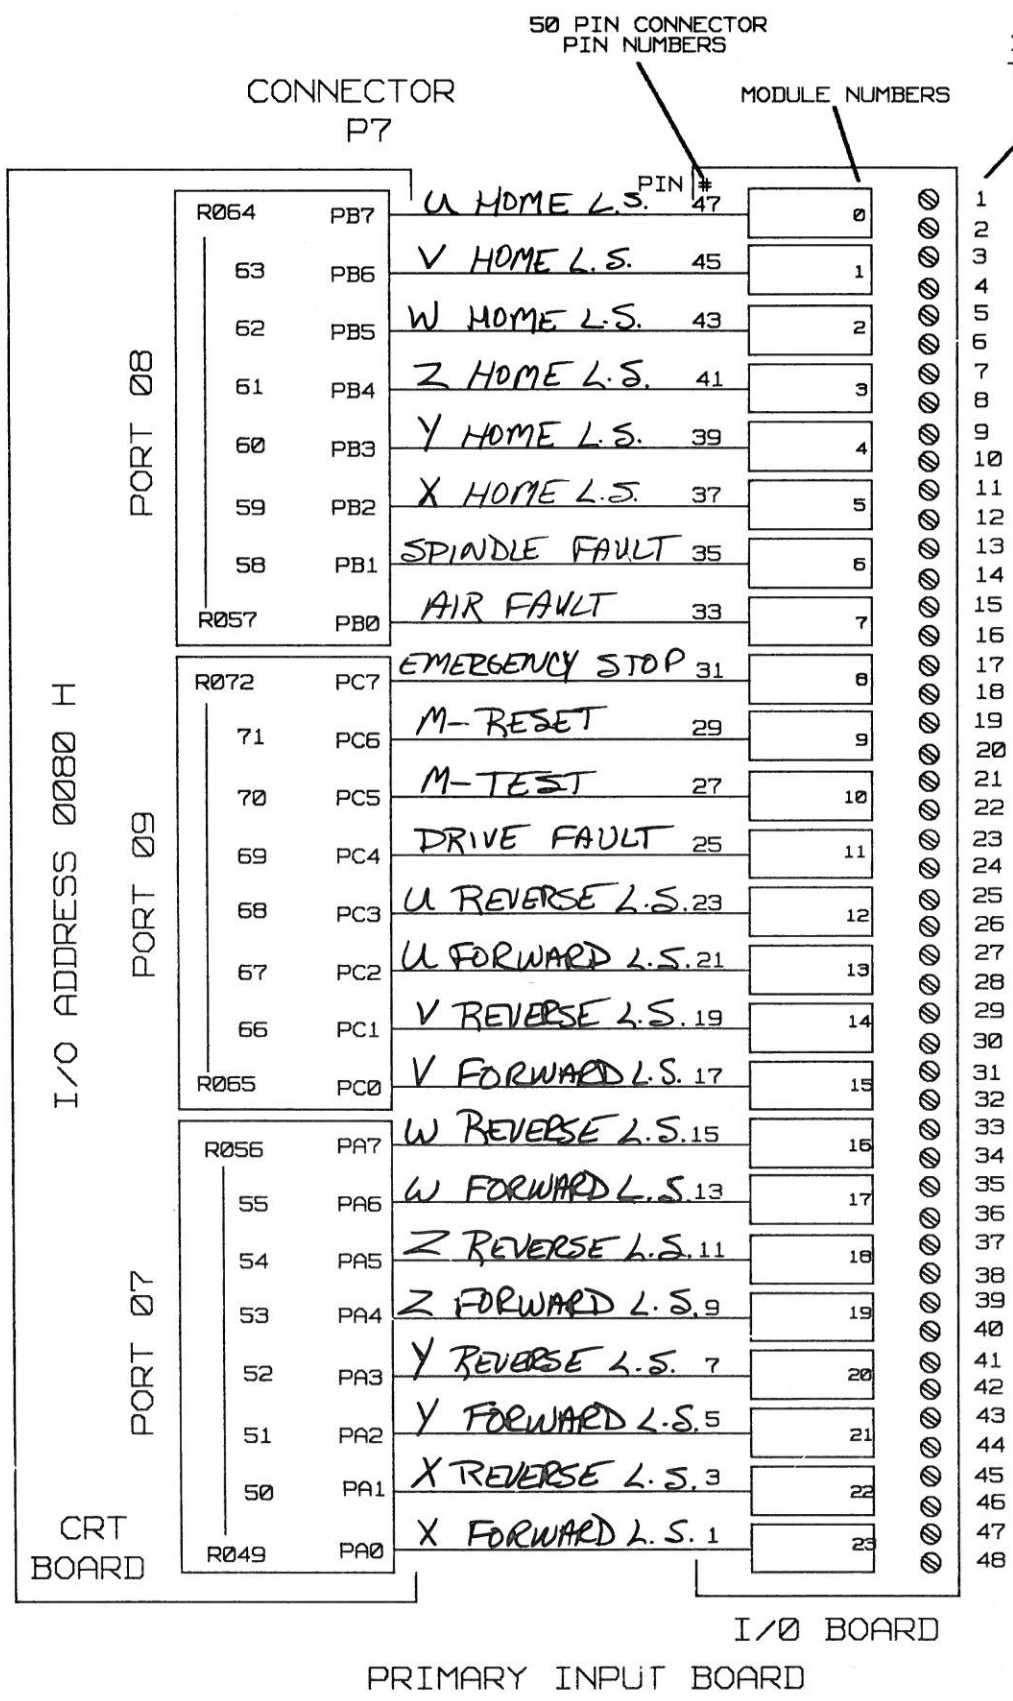 50 PIN CONNECTOR
PIN NUMBERS
CONNECTOR
P7
MODULE NUMBERS
PIN #
R064 PB7 U HOME L.S. 47 0 1
2
63 PB6 V HOME L.S. 45 1 3
4
62 PB5 W HOME L.S. 43 2 5
6
61 PB4 Z HOME L.S. 41 3 7
8
60 PB3 Y HOME L.S. 39 4 9
10
59 PB2 X HOME L.S. 37 5 11
12
58 PB1 SPINDLE FAULT 35 6 13
14
R057 PB0 AIR FAULT 33 7 15
16
PORT 08
R072 PC7 EMERGENCY STOP 31 8 17
18
71 PC6 M-RESET 29 9 19
20
70 PC5 M-TEST 27 10 21
22
69 PC4 DRIVE FAULT 25 11 23
24
68 PC3 U REVERSE L.S. 23 12 25
26
67 PC2 U FORWARD L.S. 21 13 27
28
66 PC1 V REVERSE L.S. 19 14 29
30
R065 PC0 V FORWARD L.S. 17 15 31
32
PORT 09
I/O ADDRESS 0080 H
R056 PA7 W REVERSE L.S. 15 16 33
34
55 PA6 W FORWARD L.S. 13 17 35
36
54 PA5 Z REVERSE L.S. 11 18 37
38
53 PA4 Z FORWARD L.S. 9 19 39
40
52 PA3 Y REVERSE L.S. 7 20 41
42
51 PA2 Y FORWARD L.S. 5 21 43
44
50 PA1 X REVERSE L.S. 3 22 45
46
R049 PA0 X FORWARD L.S. 1 23 47
48
PORT 07
CRT
BOARD
I/O BOARD
PRIMARY INPUT BOARD